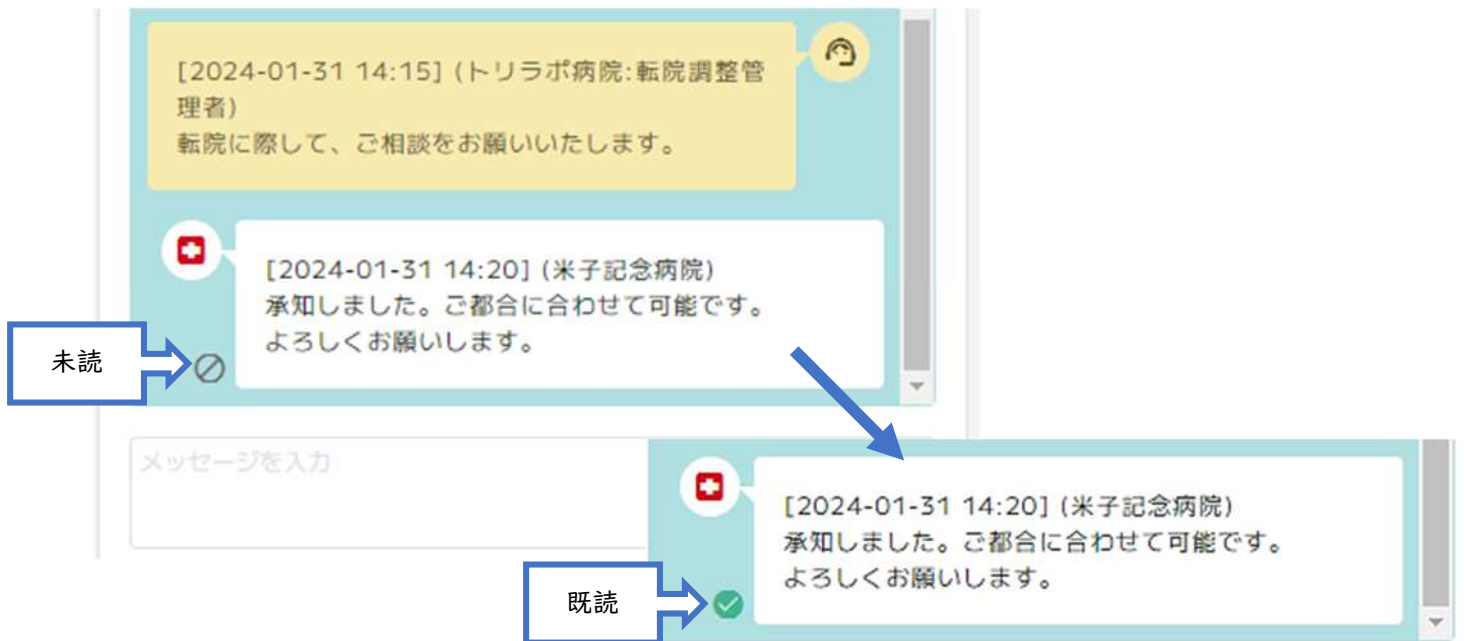 [2024-01-31 14:15] (トリラボ病院:転院調整管
理者)
転院に際して、ご相談をお願いいたします。
[2024-01-31 14:20] (米子記念病院)
承知しました。ご都合に合わせて可能です。
よろしくお願いします。
未読
メッセージを入力
[2024-01-31 14:20] (米子記念病院)
承知しました。ご都合に合わせて可能です。
よろしくお願いします。
既読